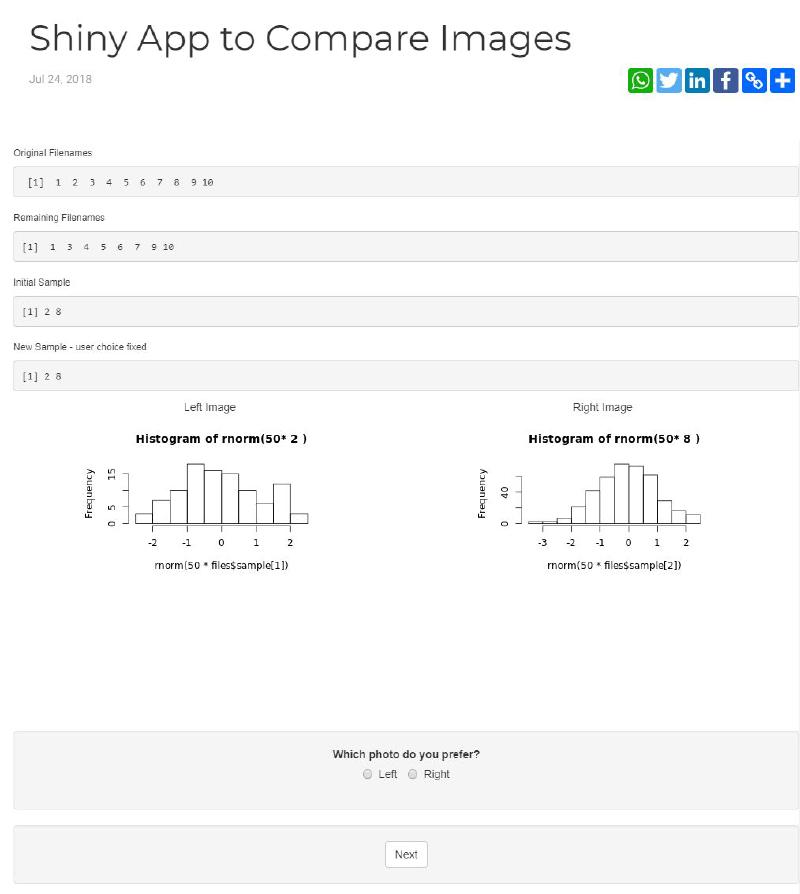 Shiny App to Compare Images
Jul 24, 2018
in f
Original Filenames
[1] 1 2 3 4 5 6 7 8 9 10
Remaining Filenames
[1] 1 3 4 5 6 7 9 10
Initial Sample
[1] 2 8
New Sample - user choice fixed
[1] 2 8
Left Image Right Image
Histogram of rnorm(50* 2 ) Histogram of rnorm(50* 8 )
Frequency
0 5 15
-2 -1 0 1 2
rnorm(50 * files$sample[1])
Frequency
0 40
-3 -2 -1 0 1 2
rnorm(50 * files$sample[2])
Which photo do you prefer?
Left Right
Next